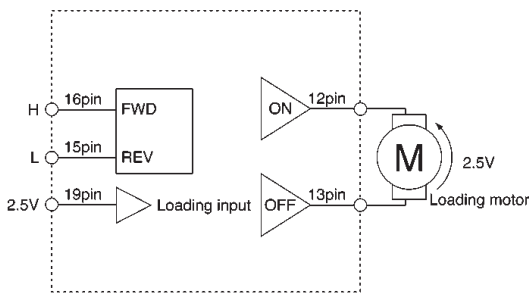 H 16pin FWD
L 15pin REV
2.5V 19pin Loading input
ON 12pin
OFF 13pin
M
2.5V
Loading motor